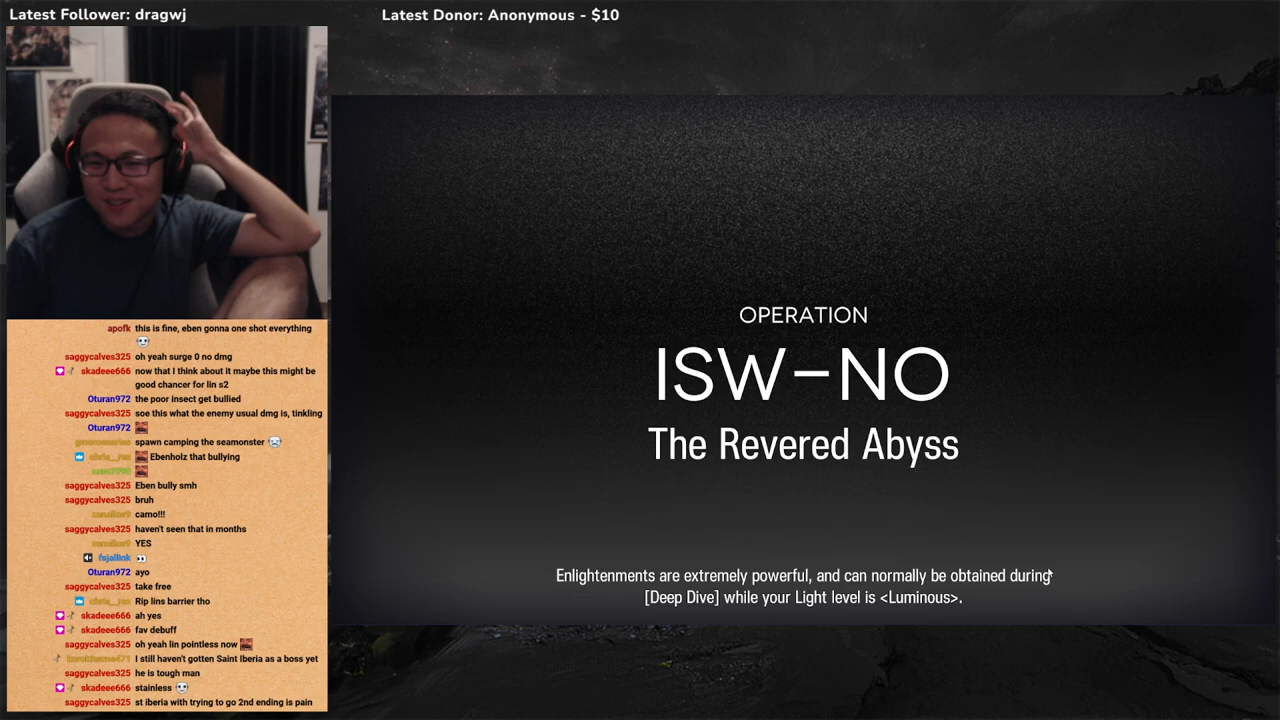 Latest Follower: dragwj
Latest Donor: Anonymous - $10
apofk this is fine, eben gonna one shot everything
saggycalves325 oh yeah surge 0 no dmg
skadeee666 now that I think about it maybe this might be
good chancer for lin s2
Oturan972 the poor insect get bullied
saggycalves325 soe this what the enemy usual dmg is, tinkling
Oturan972
spawn camping the seamonster
Ebenholz that bullying
saggycalves325 Eben bully smh
saggycalves325 bruh
camo!!!
saggycalves325 haven't seen that in months
YES
fsjallink
Oturan972 ayo
saggycalves325 take free
Rip lins barrier tho
skadeee666 ah yes
skadeee666 fav debuff
saggycalves325 oh yeah lin pointless now
I still haven't gotten Saint Iberia as a boss yet
saggycalves325 he is tough man
skadeee666 stainless
saggycalves325 st iberia with trying to go 2nd ending is pain
OPERATION
ISW-NO
The Revered Abyss
Enlightenments are extremely powerful, and can normally be obtained during
[Deep Dive] while your Light level is <Luminous>.